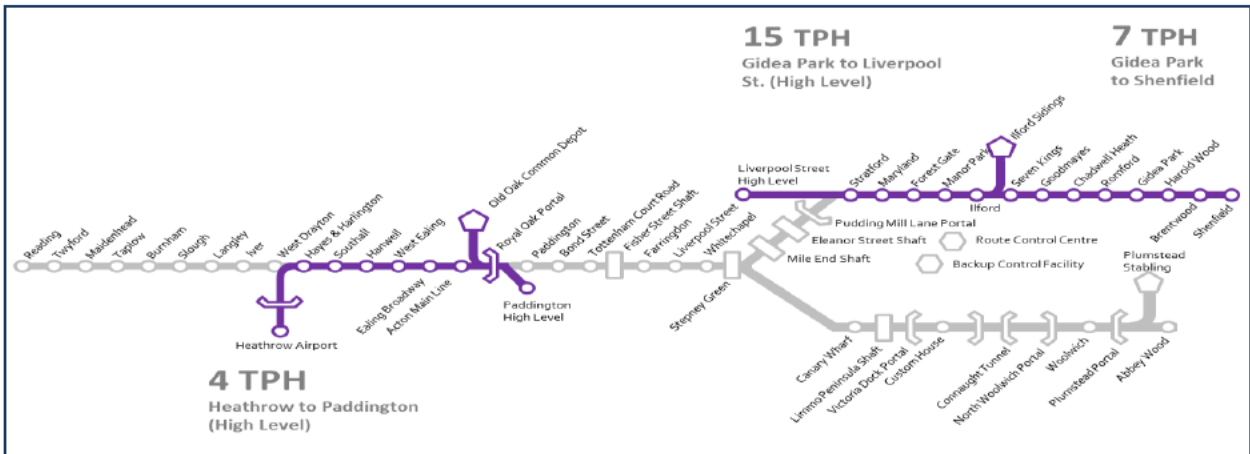 15 TPH
Gidea Park to Liverpool
St. (High Level)
7 TPH
Gidea Park
to Shenfield
Reading
Twyford
Maidenhead
Taplow
Burnham
Slough
Langley
Iver
West Drayton
Hayes & Harlington
Southall
Hanwell
West Ealing
Ealing Broadway
Acton Main Line
Old Oak Common Depot
Royal Oak Portal
Paddington
High Level
Heathrow Airport
Paddington
Bond Street
Tottenham Court Road
Fisher Street Shaft
Farringdon
Liverpool Street
Whitechapel
Stepney Green
Liverpool Street
High Level
Stratford
Maryland
Forest Gate
Manor Park
Ilford
Ilford Sidings
Seven Kings
Goodmayes
Chadwell Heath
Romford
Gidea Park
Harold Wood
Brentwood
Shenfield
Pudding Mill Lane Portal
Eleanor Street Shaft
Mile End Shaft
Route Control Centre
Backup Control Facility
Plumstead
Stabling
Canary Wharf
Limmo Peninsula Shaft
Victoria Dock Portal
Custom House
Connaught Tunnel
North Woolwich Portal
Woolwich
Plumstead Portal
Abbey Wood
4 TPH
Heathrow to Paddington
(High Level)